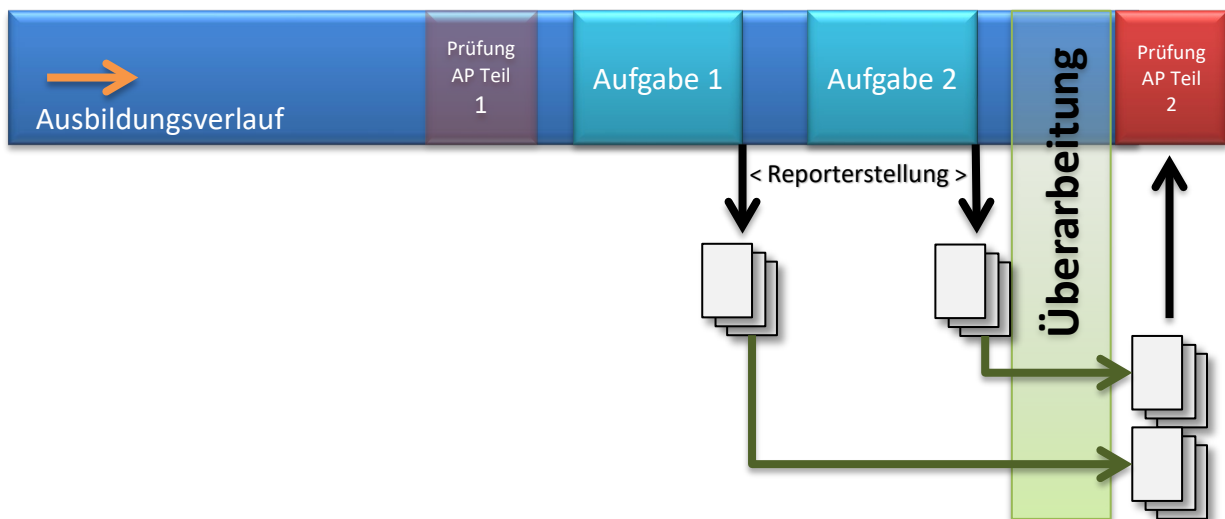 Ausbildungsverlauf
Prüfung
AP Teil
1
Aufgabe 1
Aufgabe 2
Überarbeitung
Prüfung
AP Teil
2
< Reporterstellung >